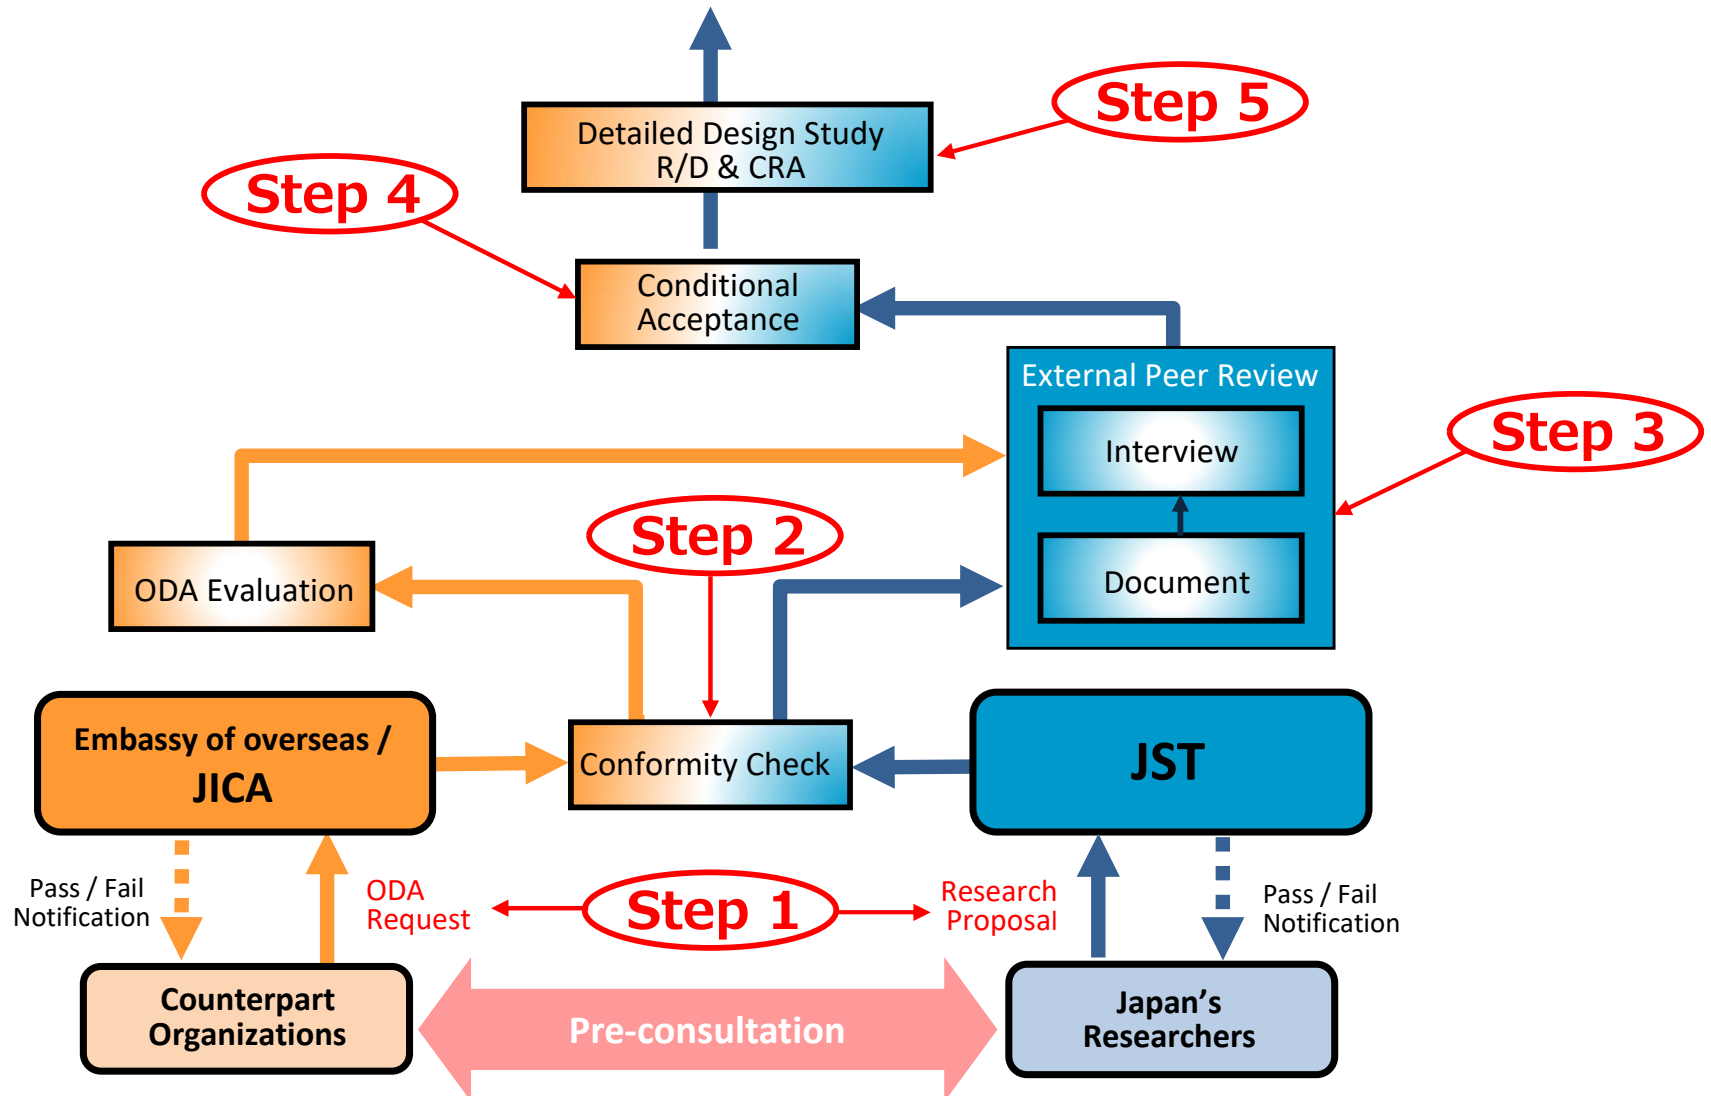 Step 5
Detailed Design Study
R/D & CRA
Step 4
Conditional
Acceptance
External Peer Review
Interview
Step 3
Step 2
ODA Evaluation
Document
Embassy of overseas /
JICA
Conformity Check
JST
Pass / Fail
Notification
ODA
Request
Step 1
Research
Proposal
Pass / Fail
Notification
Counterpart
Organizations
Pre-consultation
Japan’s
Researchers